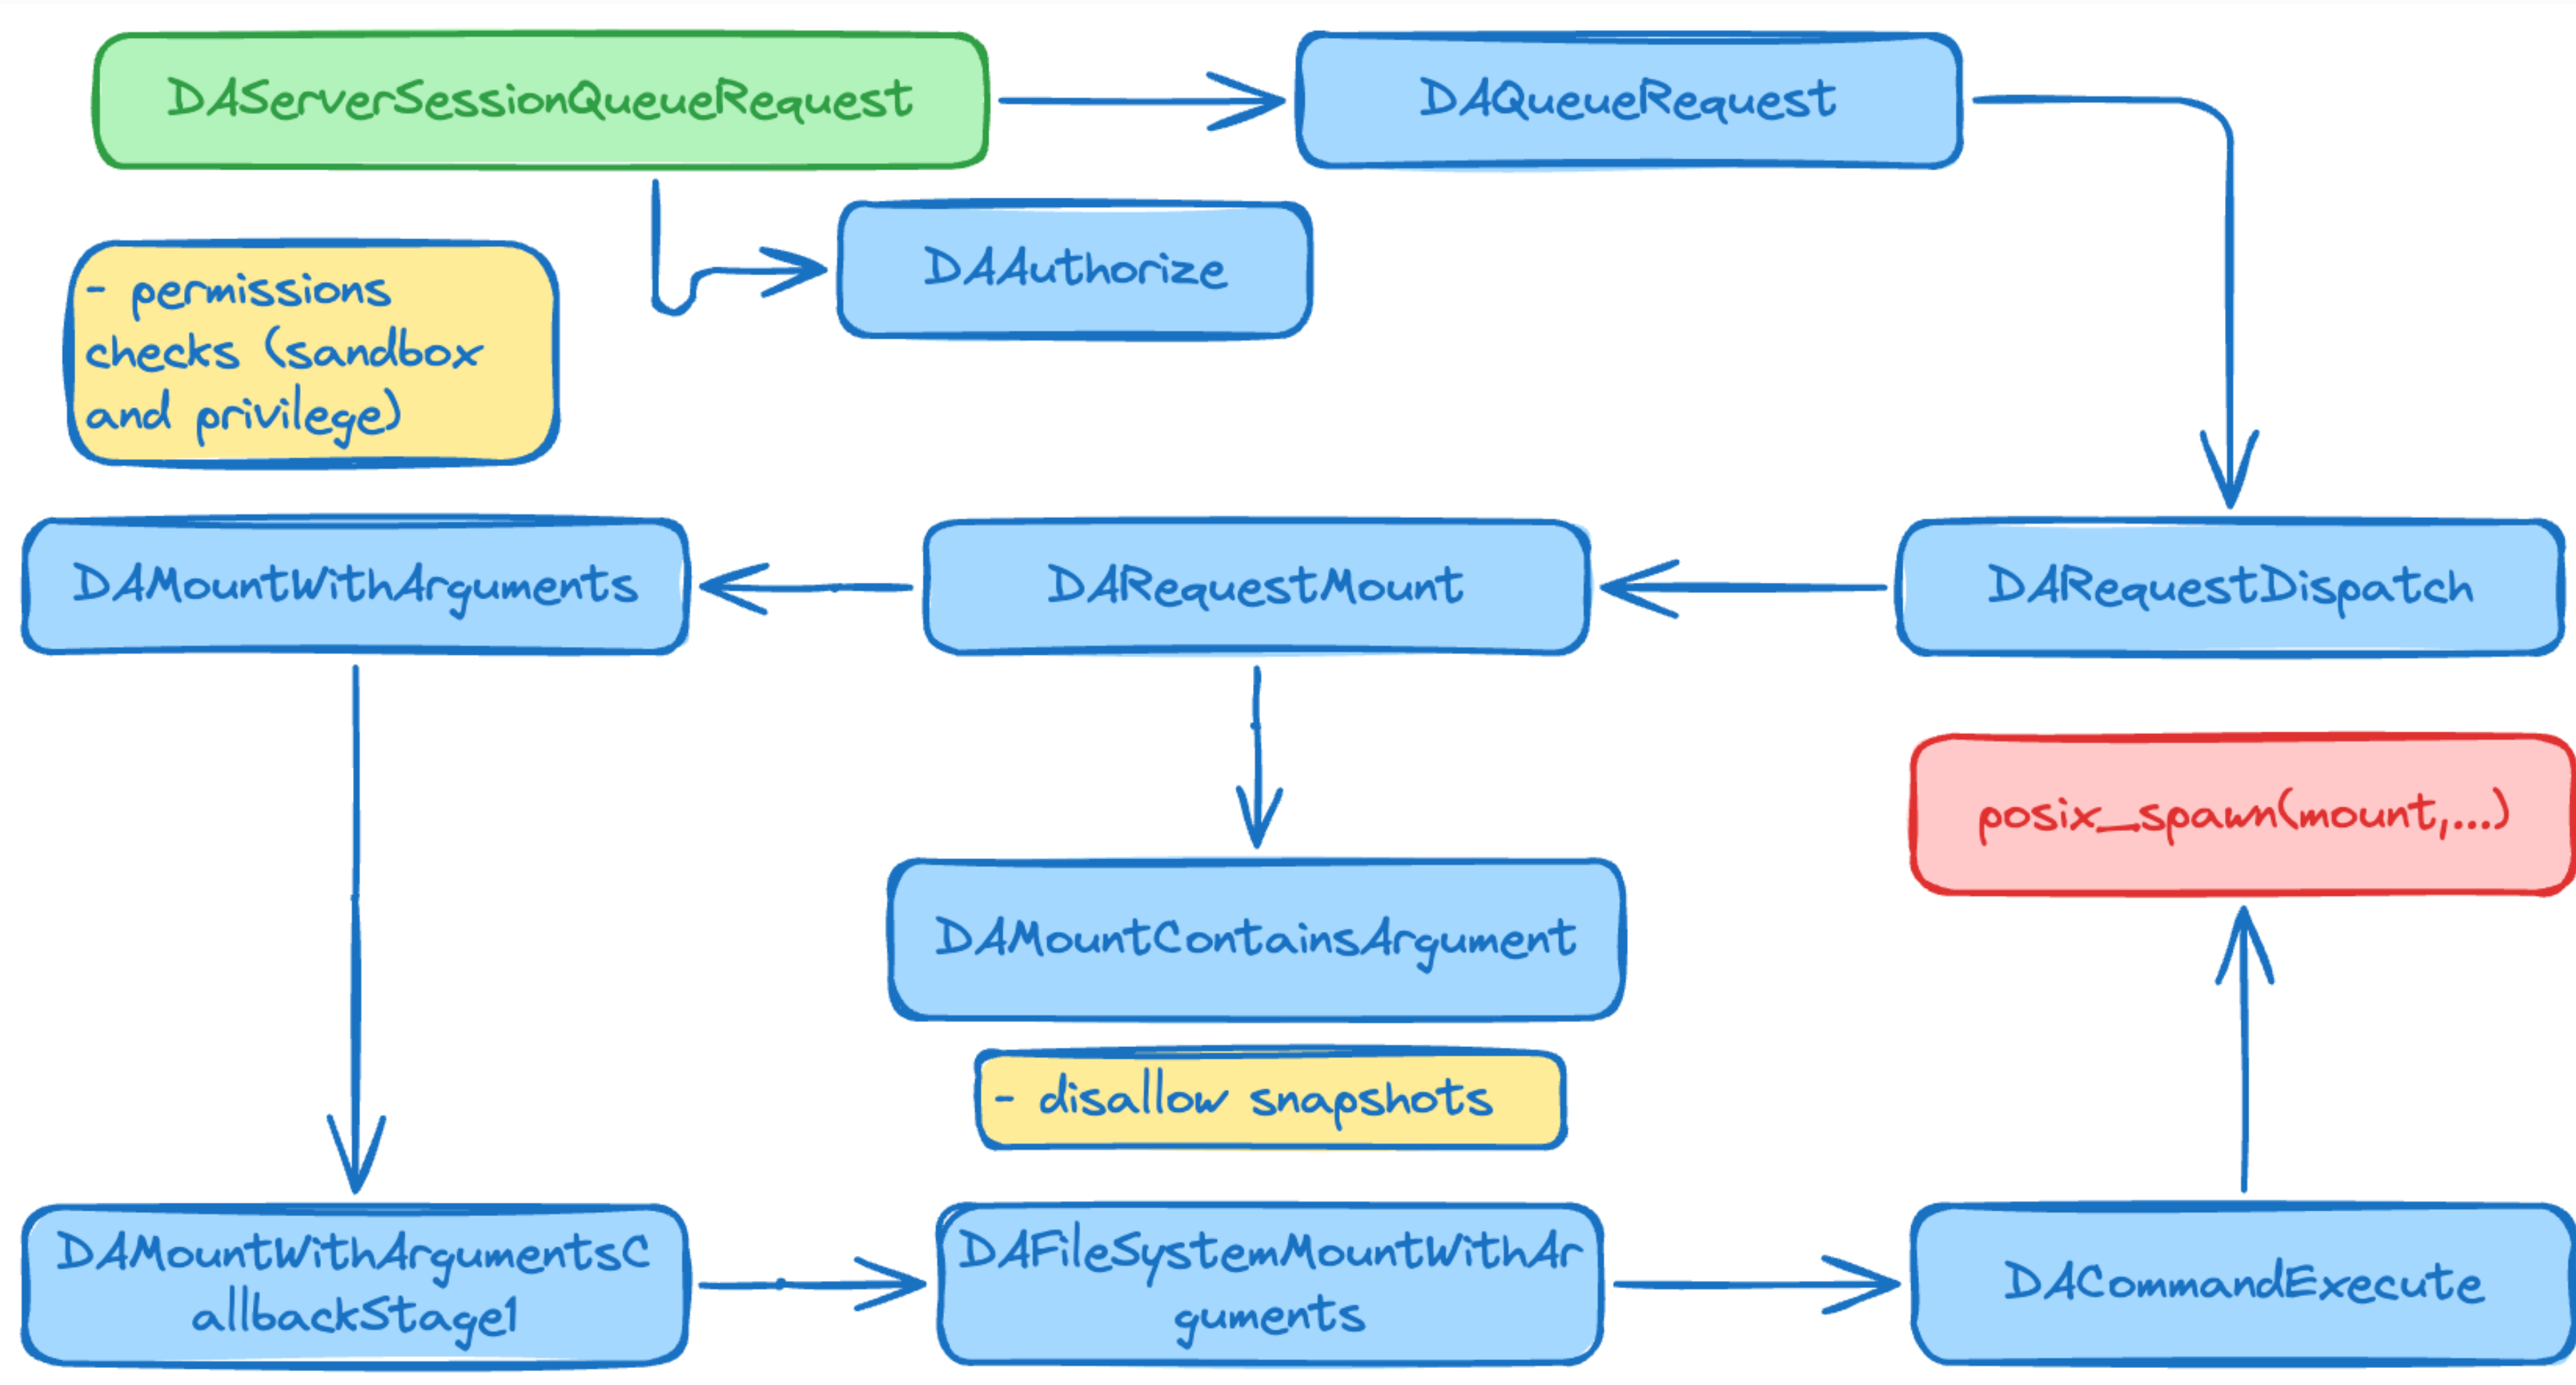 DAServerSessionQueueRequest
DAQueueRequest
DAAuthorize
- permissions
checks (sandbox
and privilege)
DAMountWithArguments
DARequestMount
DARequestDispatch
posix_spawn(mount,...)
DAMountContainsArgument
- disallow snapshots
DAMountWithArgumentsC
allbackStage1
DAFileSystemMountWithAr
guments
DACommandExecute